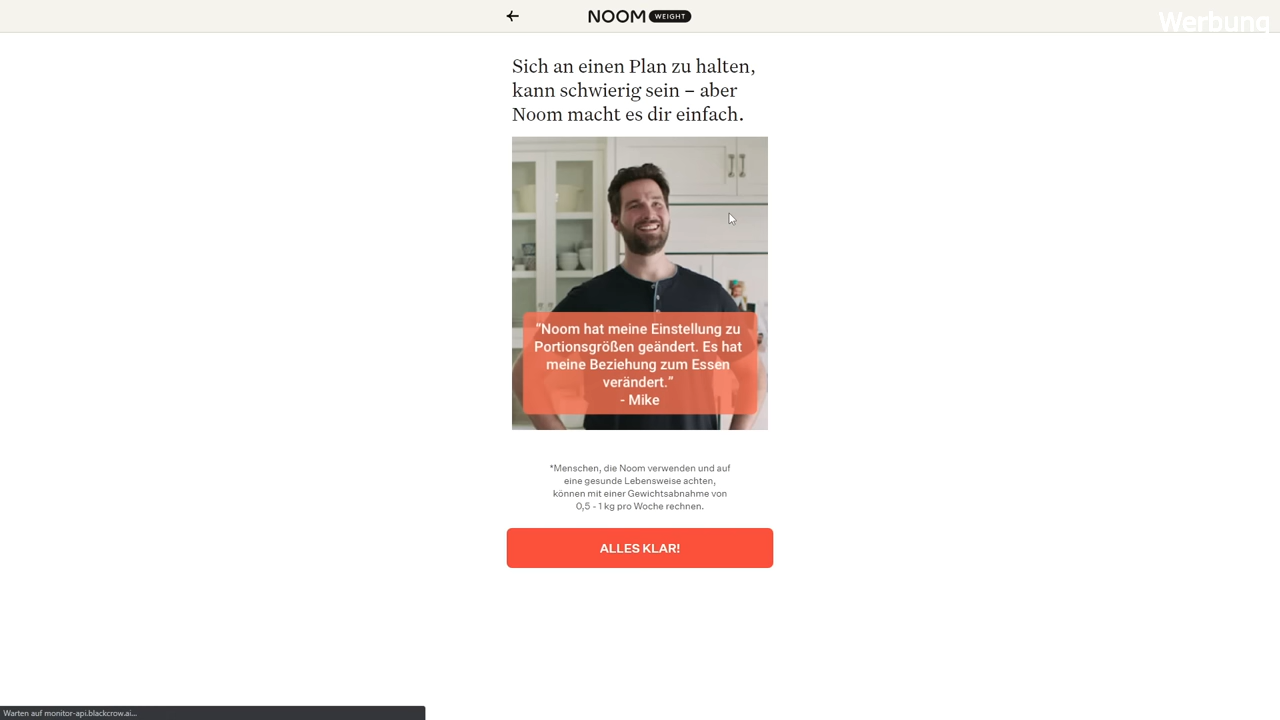 NOOM WEIGHT
Werbung
Sich an einen Plan zu halten,
kann schwierig sein – aber
Noom macht es dir einfach.
"Noom hat meine Einstellung zu
Portionsgrößen geändert. Es hat
meine Beziehung zum Essen
verändert."
- Mike
*Menschen, die Noom verwenden und auf
eine gesunde Lebensweise achten,
können mit einer Gewichtsabnahme von
0,5 - 1 kg pro Woche rechnen.
ALLES KLAR!
Warten auf monitor-api.blackcrow.ai...